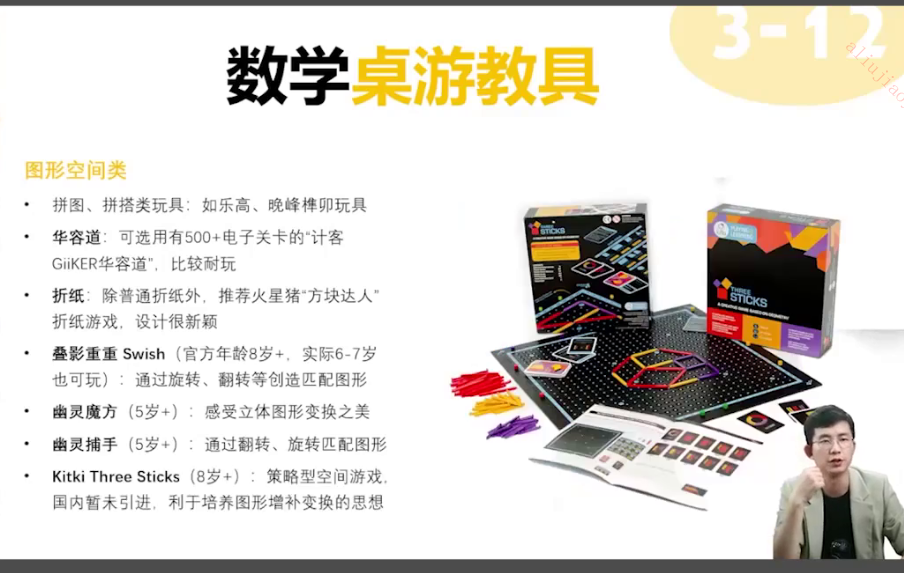 3-12
aliujiaoy
数学桌游教具
图形空间类
• 拼图、拼搭类玩具：如乐高、晚峰榫卯玩具
• 华容道：可选用有500+电子关卡的“计客
GiiKER华容道”，比较耐玩
• 折纸：除普通折纸外，推荐火星猪“方块达人”
折纸游戏，设计很新颖
• 叠影重重 Swish（官方年龄8岁+，实际6-7岁
也可玩）：通过旋转、翻转等创造匹配图形
• 幽灵魔方（5岁+）：感受立体图形变换之美
• 幽灵捕手（5岁+）：通过翻转、旋转匹配图形
• Kitki Three Sticks（8岁+）：策略型空间游戏，
国内暂未引进，利于培养图形增补变换的思想
THREE
STICKS
THREE
STICKS
A CREATIVE GAME BASED ON GEOMETRY